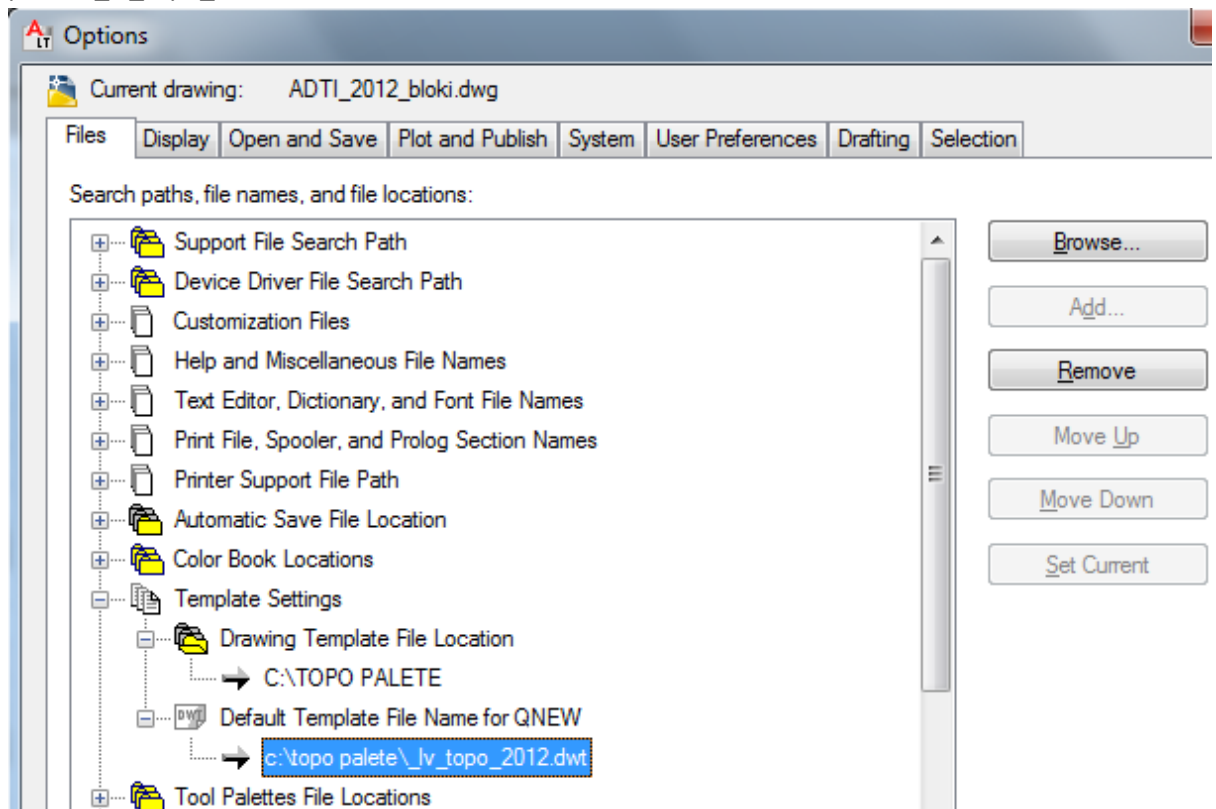 A LT Options
Current drawing: ADTI_2012_bloki.dwg
Files Display Open and Save Plot and Publish System User Preferences Drafting Selection
Search paths, file names, and file locations:
Support File Search Path
Device Driver File Search Path
Customization Files
Help and Miscellaneous File Names
Text Editor, Dictionary, and Font File Names
Print File, Spooler, and Prolog Section Names
Printer Support File Path
Automatic Save File Location
Color Book Locations
Template Settings
Drawing Template File Location
C:\TOPO PALETE
Default Template File Name for QNEW
c:\topo palete\_lv_topo_2012.dwt
Tool Palettes File Locations
Browse...
Add...
Remove
Move Up
Move Down
Set Current